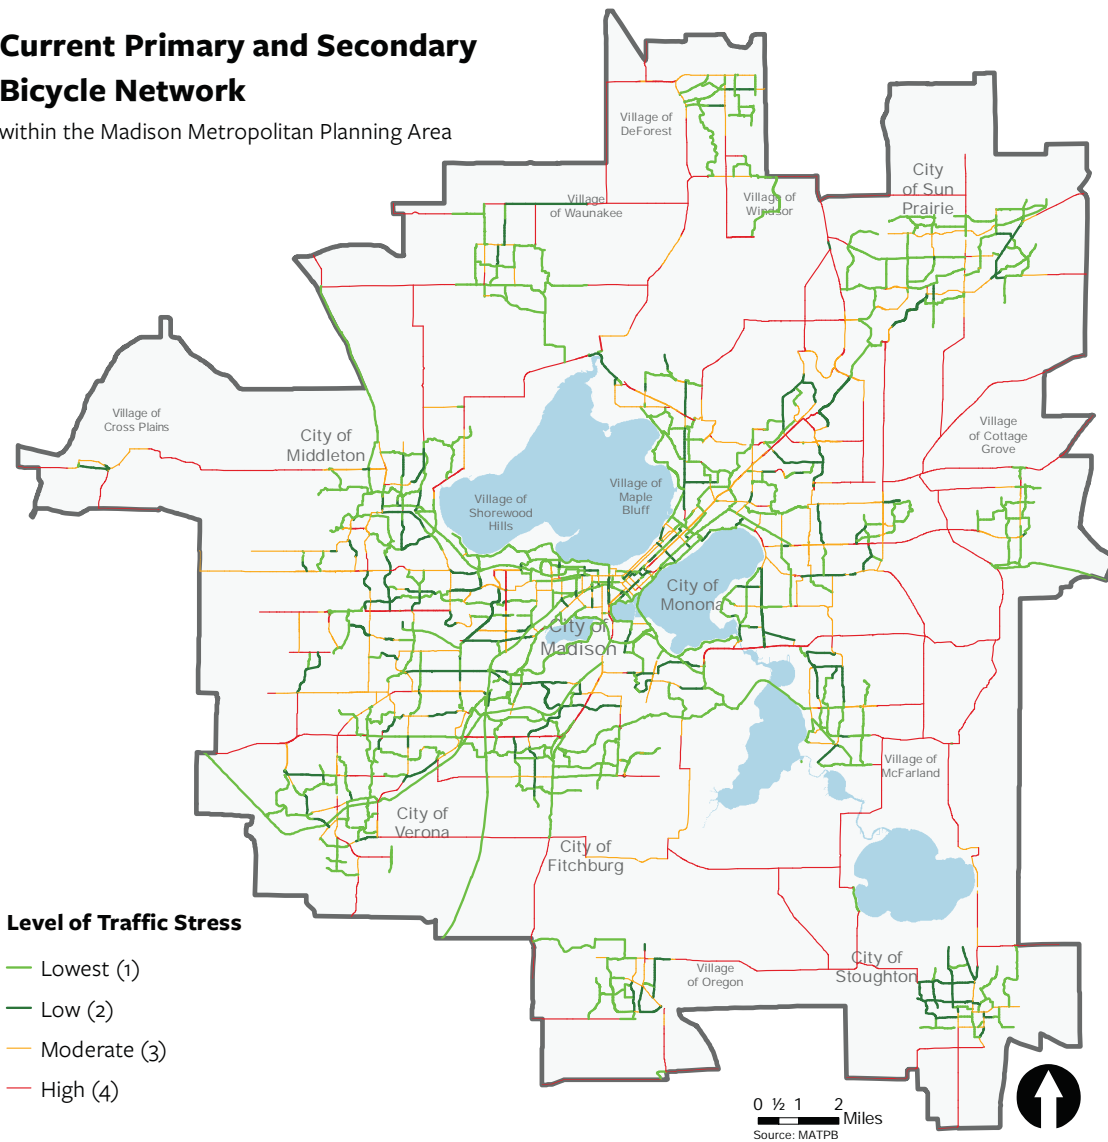 Current Primary and Secondary
Bicycle Network
within the Madison Metropolitan Planning Area
Village of
DeForest
City
of Sun
Prairie
Village
of Waunakee
Village of
Windsor
Village of
Cross Plains
City of
Middleton
Village
of Cottage
Grove
Village of
Shorewood
Hills
Village of
Maple
Bluff
City of
Monona
City of
Madison
Village of
McFarland
City of
Verona
City of
Fitchburg
Village
of Oregon
City of
Stoughton
Level of Traffic Stress
Lowest (1)
Low (2)
Moderate (3)
High (4)
0 ½ 1 2
Miles
Source: MATPB